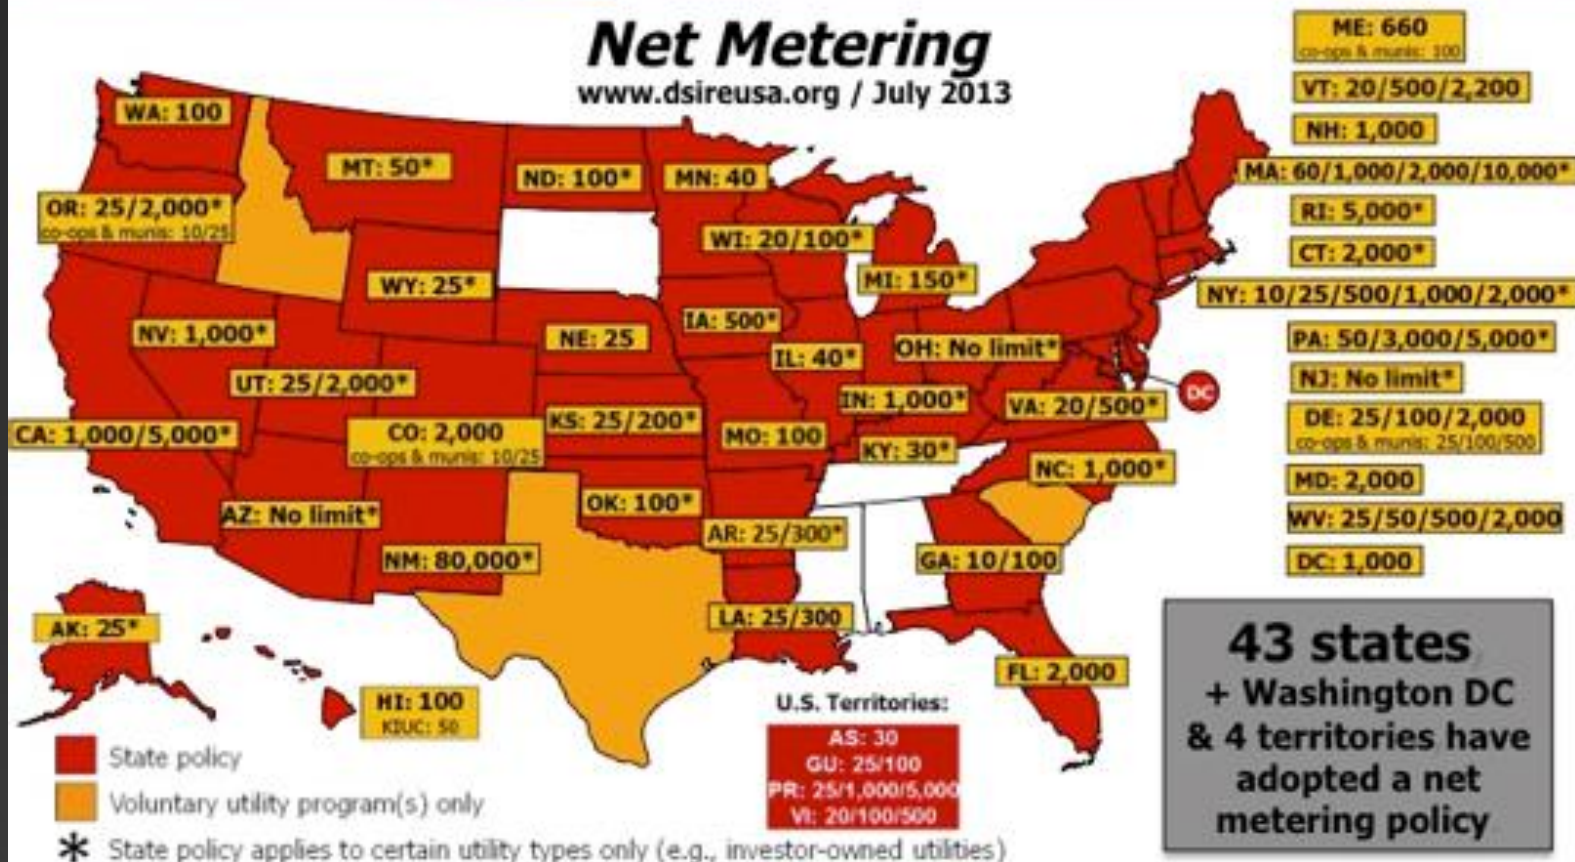 Net Metering
www.dsireusa.org / July 2013
WA: 100
MT: 50*
ND: 100*
MN: 40
OR: 25/2,000*
co-ops & munis: 10/25
WI: 20/100*
WY: 25*
MI: 150*
NV: 1,000*
NE: 25
IA: 500*
IL: 40*
OH: No limit*
UT: 25/2,000*
IN: 1,000*
VA: 20/500*
DC
CA: 1,000/5,000*
CO: 2,000
co-ops & munis: 10/25
KS: 25/200*
MO: 100
KY: 30*
NC: 1,000*
AZ: No limit*
OK: 100*
AR: 25/300*
NM: 80,000*
GA: 10/100
LA: 25/300
AK: 25*
HI: 100
KIUC: 50
FL: 2,000
ME: 660
co-ops & munis: 100
VT: 20/500/2,200
NH: 1,000
MA: 60/1,000/2,000/10,000*
RI: 5,000*
CT: 2,000*
NY: 10/25/500/1,000/2,000*
PA: 50/3,000/5,000*
NJ: No limit*
DE: 25/100/2,000
co-ops & munis: 25/100/500
MD: 2,000
WV: 25/50/500/2,000
DC: 1,000
U.S. Territories:
AS: 30
GU: 25/100
PR: 25/1,000/5,000
VI: 20/100/500
43 states
+ Washington DC
& 4 territories have
adopted a net
metering policy
State policy
Voluntary utility program(s) only
* State policy applies to certain utility types only (e.g., investor-owned utilities)